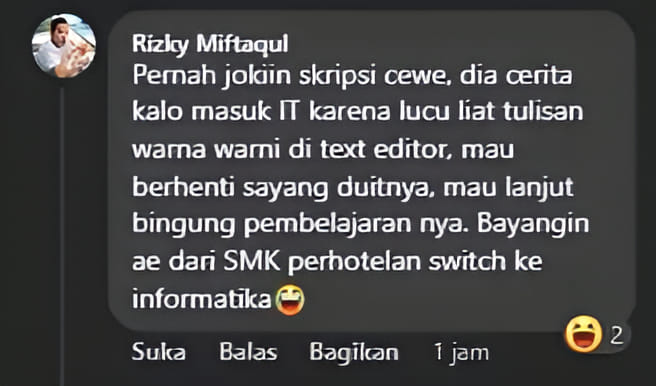 Rizky Miftaqul
Pernah jokiin skripsi cewe, dia cerita
kalo masuk IT karena lucu liat tulisan
warna warni di text editor, mau
berhenti sayang duitnya, mau lanjut
bingung pembelajaran nya. Bayangin
ae dari SMK perhotelan switch ke
informatika😆
2
Suka Balas Bagikan 1 jam